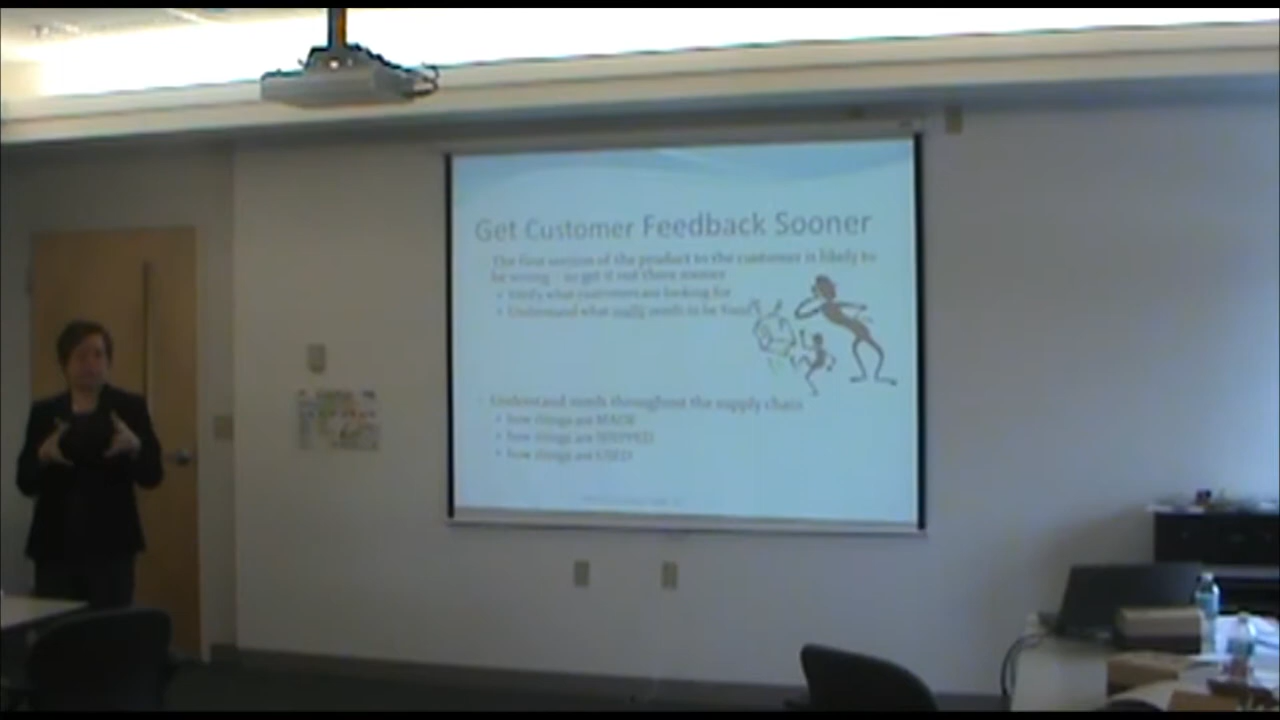 Get Customer Feedback Sooner
The first version of the product to the customer is likely to
be wrong - so get it out there sooner
• Verify what customers are looking for
• Understand what really needs to be fixed
Understand needs throughout the supply chain
• how things are MADE
• how things are SHIPPED
• how things are USED